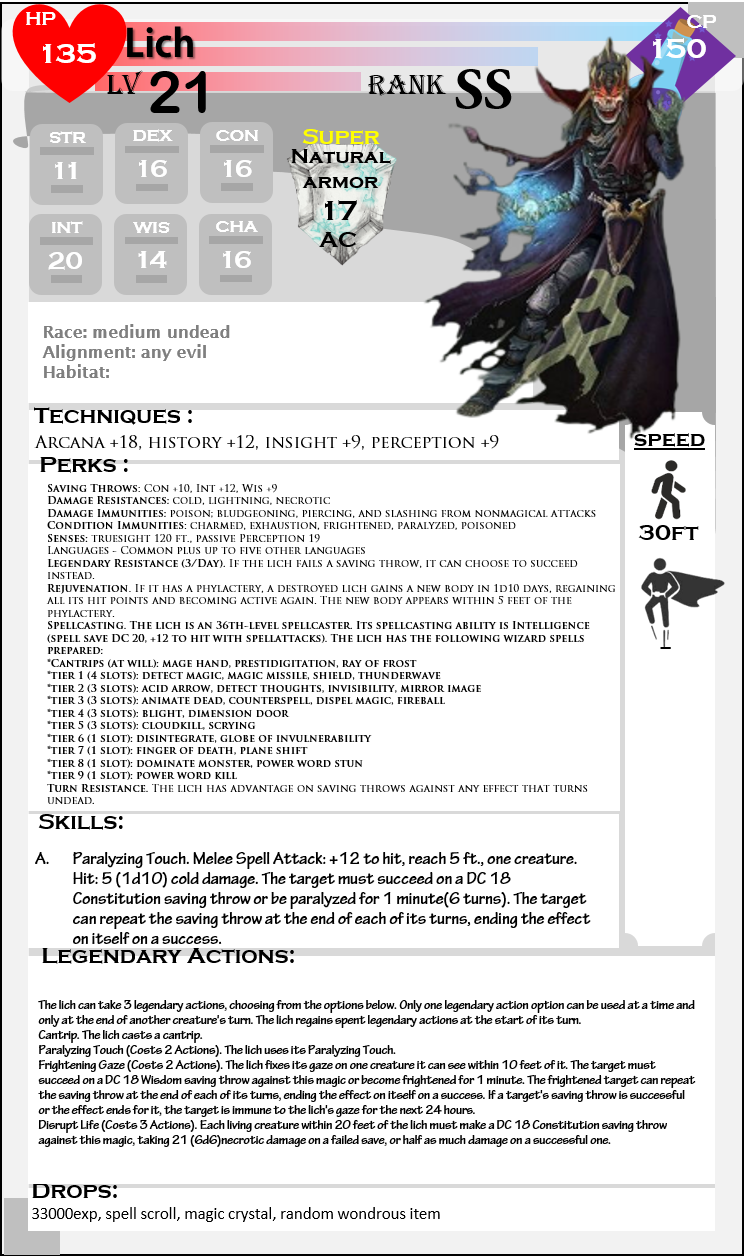 HP
135
Lich
CP
150
LV 21
RANK SS
STR
11
DEX
16
CON
16
INT
20
WIS
14
CHA
16
SUPER
NATURAL
ARMOR
17
AC
Race: medium undead
Alignment: any evil
Habitat:
TECHNIQUES :
ARCANA +18, HISTORY +12, INSIGHT +9, PERCEPTION +9
SPEED
30FT
PERKS :
SAVING THROWS: CON +10, INT +12, WIS +9
DAMAGE RESISTANCES: COLD, LIGHTNING, NECROTIC
DAMAGE IMMUNITIES: POISON; BLUDGEONING, PIERCING, AND SLASHING FROM NONMAGICAL ATTACKS
CONDITION IMMUNITIES: CHARMED, EXHAUSTION, FRIGHTENED, PARALYZED, POISONED
SENSES: TRUESIGHT 120 FT., PASSIVE PERCEPTION 19
LANGUAGES - COMMON PLUS UP TO FIVE OTHER LANGUAGES
LEGENDARY RESISTANCE (3/DAY). IF THE LICH FAILS A SAVING THROW, IT CAN CHOOSE TO SUCCEED
INSTEAD.
REJUVENATION. IF IT HAS A PHYLACTERY, A DESTROYED LICH GAINS A NEW BODY IN 1D10 DAYS, REGAINING
ALL ITS HIT POINTS AND BECOMING ACTIVE AGAIN. THE NEW BODY APPEARS WITHIN 5 FEET OF THE
PHYLACTERY.
SPELLCASTING. THE LICH IS AN 36TH-LEVEL SPELLCASTER. ITS SPELLCASTING ABILITY IS INTELLIGENCE
(SPELL SAVE DC 20, +12 TO HIT WITH SPELLATTACKS). THE LICH HAS THE FOLLOWING WIZARD SPELLS
PREPARED:
*CANTRIPS (AT WILL): MAGE HAND, PRESTIDIGITATION, RAY OF FROST
*TIER 1 (4 SLOTS): DETECT MAGIC, MAGIC MISSILE, SHIELD, THUNDERWAVE
*TIER 2 (3 SLOTS): ACID ARROW, DETECT THOUGHTS, INVISIBILITY, MIRROR IMAGE
*TIER 3 (3 SLOTS): ANIMATE DEAD, COUNTERSPELL, DISPEL MAGIC, FIREBALL
*TIER 4 (3 SLOTS): BLIGHT, DIMENSION DOOR
*TIER 5 (3 SLOTS): CLOUDKILL, SCRYING
*TIER 6 (1 SLOT): DISINTEGRATE, GLOBE OF INVULNERABILITY
*TIER 7 (1 SLOT): FINGER OF DEATH, PLANE SHIFT
*TIER 8 (1 SLOT): DOMINATE MONSTER, POWER WORD STUN
*TIER 9 (1 SLOT): POWER WORD KILL
TURN RESISTANCE. THE LICH HAS ADVANTAGE ON SAVING THROWS AGAINST ANY EFFECT THAT TURNS
UNDEAD.
SKILLS:
A. Paralyzing Touch. Melee Spell Attack: +12 to hit, reach 5 ft., one creature.
Hit: 5 (1d10) cold damage. The target must succeed on a DC 18
Constitution saving throw or be paralyzed for 1 minute(6 turns). The target
can repeat the saving throw at the end of each of its turns, ending the effect
on itself on a success.
LEGENDARY ACTIONS:
The lich can take 3 legendary actions, choosing from the options below. Only one legendary action option can be used at a time and
only at the end of another creature's turn. The lich regains spent legendary actions at the start of its turn.
Cantrip. The lich casts a cantrip.
Paralyzing Touch (Costs 2 Actions). The lich uses its Paralyzing Touch.
Frightening Gaze (Costs 2 Actions). The lich fixes its gaze on one creature it can see within 10 feet of it. The target must
succeed on a DC 18 Wisdom saving throw against this magic or become frightened for 1 minute. The frightened target can repeat
the saving throw at the end of each of its turns, ending the effect on itself on a success. If a target's saving throw is successful
or the effect ends for it, the target is immune to the lich's gaze for the next 24 hours.
Disrupt Life (Costs 3 Actions). Each living creature within 20 feet of the lich must make a DC 18 Constitution saving throw
against this magic, taking 21 (6d6)necrotic damage on a failed save, or half as much damage on a successful one.
DROPS:
33000exp, spell scroll, magic crystal, random wondrous item